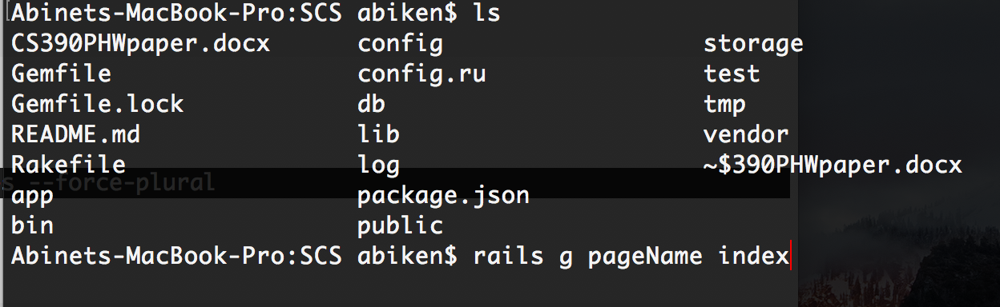 Abinets-MacBook-Pro:SCS abiken$ ls
CS390PHWpaper.docx config storage
Gemfile config.ru test
Gemfile.lock db tmp
README.md lib vendor
Rakefile log ~$390PHWpaper.docx
s --force-plural
app package.json
bin public
Abinets-MacBook-Pro:SCS abiken$ rails g pageName index